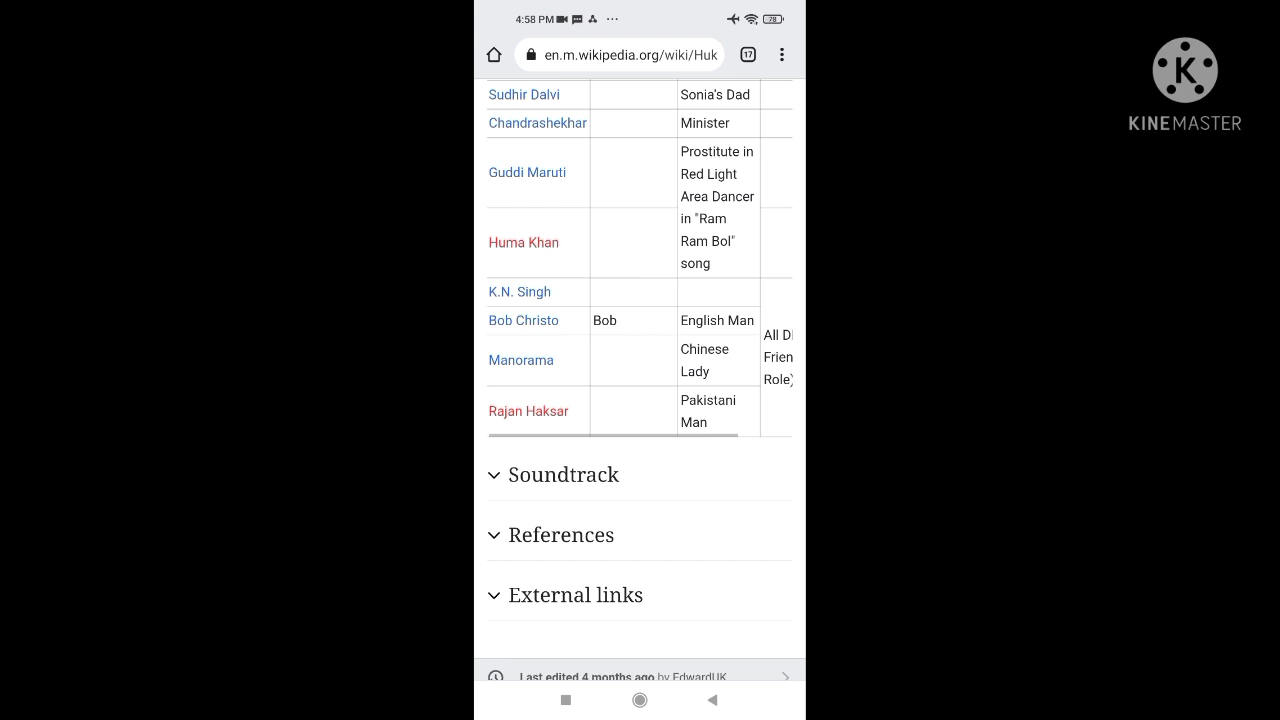 4:58 PM
78
en.m.wikipedia.org/wiki/Huk
17
K
KINEMASTER
Sudhir Dalvi Sonia's Dad
Chandrashekhar Minister
Guddi Maruti
Prostitute in
Red Light
Area Dancer
in "Ram
Ram Bol"
song
Huma Khan
K.N. Singh
Bob Christo Bob English Man
Manorama
Chinese
Lady
Rajan Haksar
Pakistani
Man
All D
Frien
Role)
Soundtrack
References
External links
Last edited 4 months ago by EdwardUK